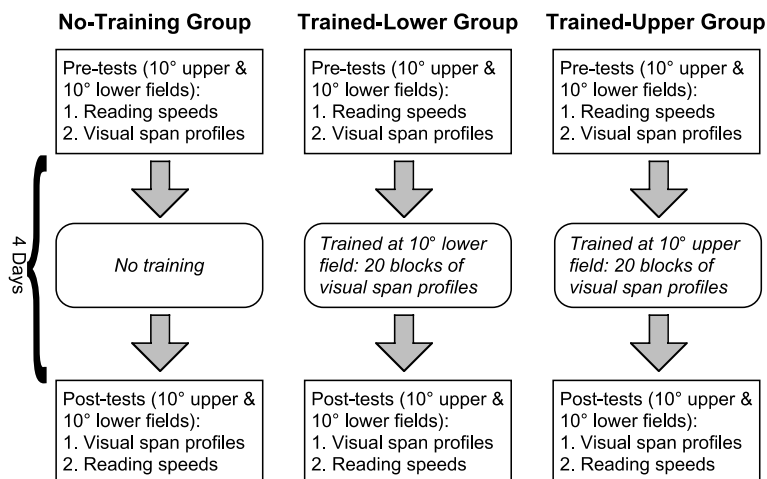 No-Training Group
Pre-tests (10° upper &
10° lower fields):
1. Reading speeds
2. Visual span profiles
4 Days
No training
Post-tests (10° upper &
10° lower fields):
1. Visual span profiles
2. Reading speeds
Trained-Lower Group
Pre-tests (10° upper &
10° lower fields):
1. Reading speeds
2. Visual span profiles
Trained at 10° lower
field: 20 blocks of
visual span profiles
Post-tests (10° upper &
10° lower fields):
1. Visual span profiles
2. Reading speeds
Trained-Upper Group
Pre-tests (10° upper &
10° lower fields):
1. Reading speeds
2. Visual span profiles
Trained at 10° upper
field: 20 blocks of
visual span profiles
Post-tests (10° upper &
10° lower fields):
1. Visual span profiles
2. Reading speeds